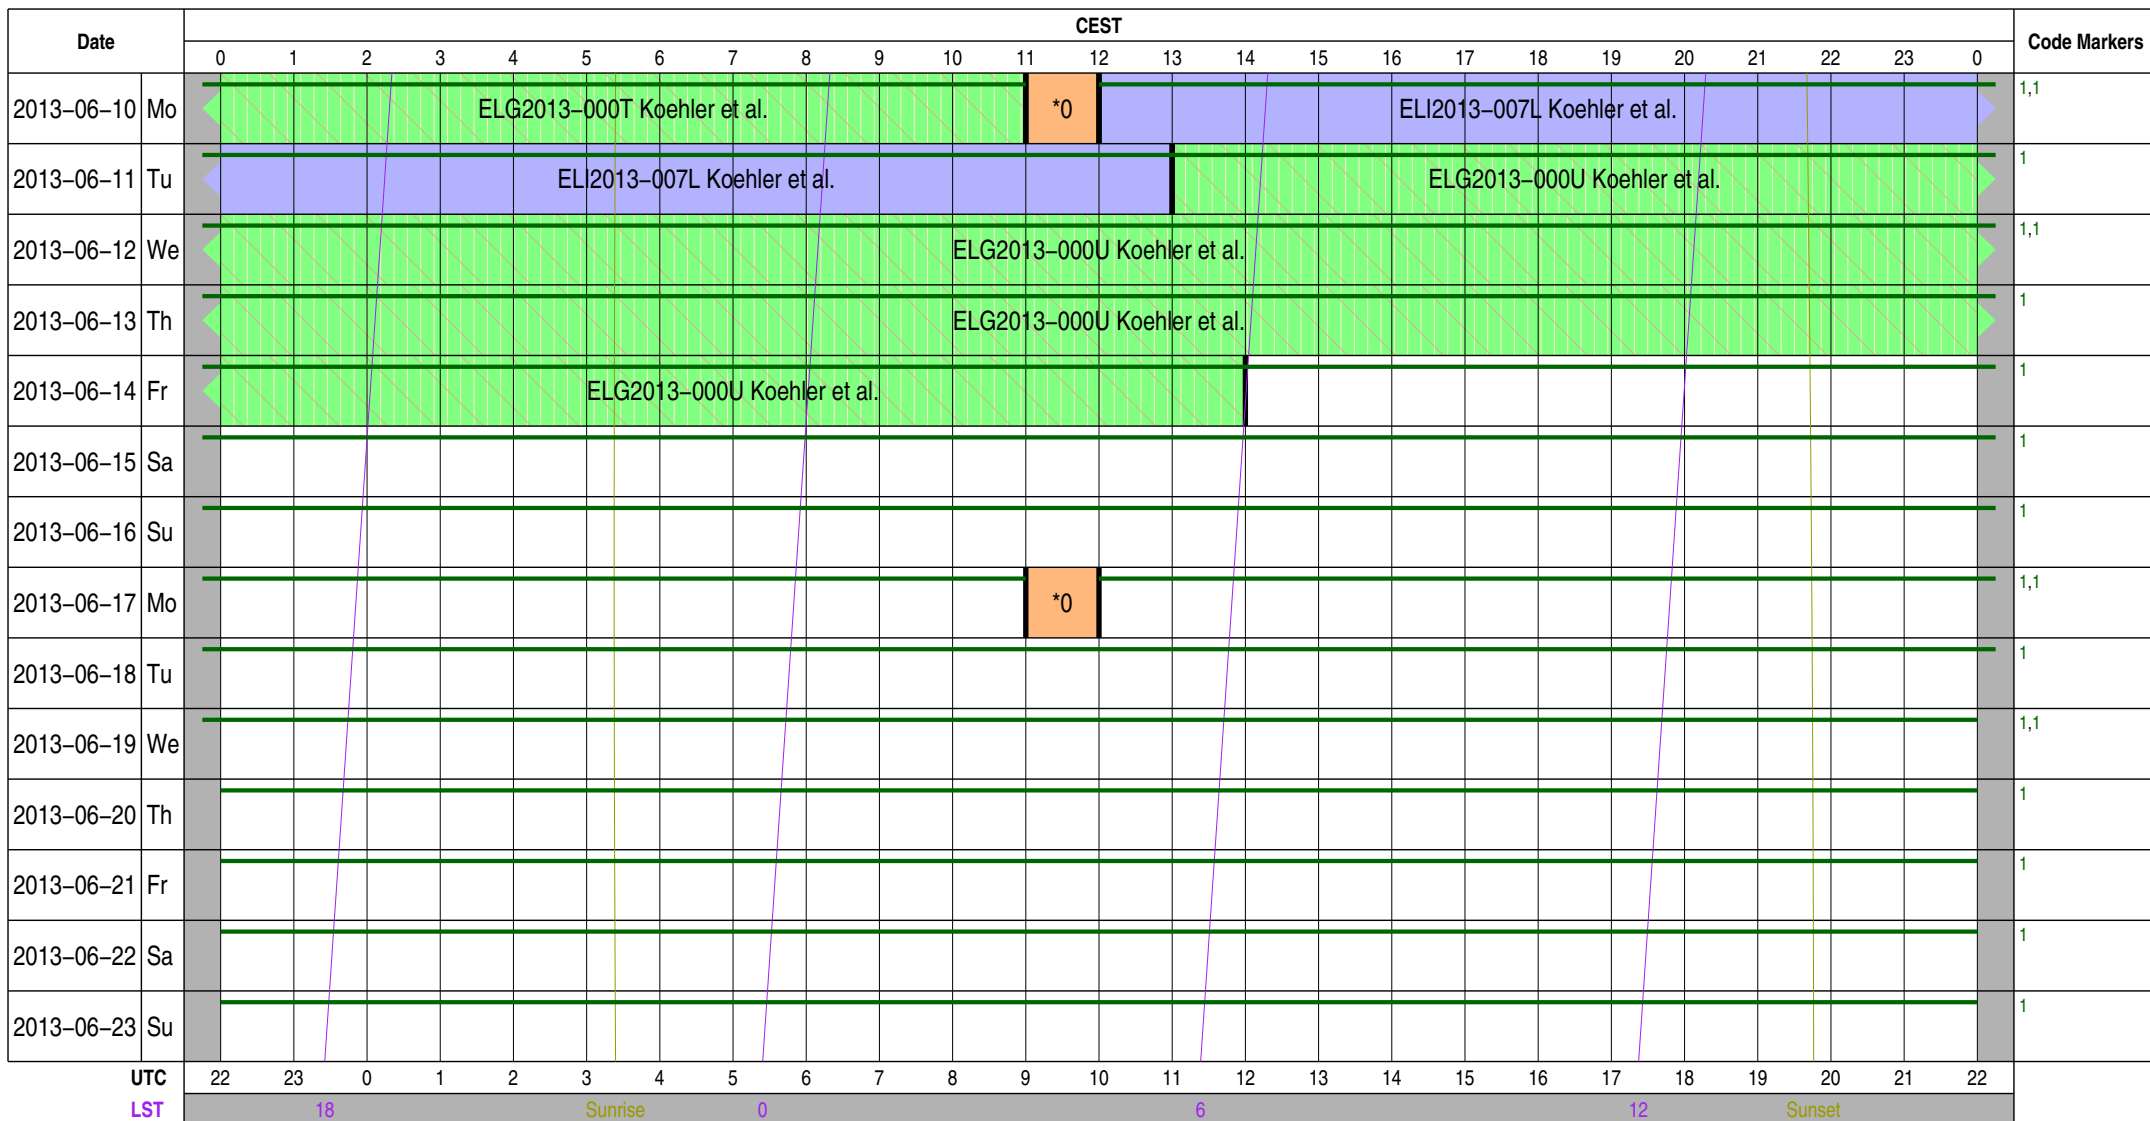 Date CEST Code Markers
0 1 2 3 4 5 6 7 8 9 10 11 12 13 14 15 16 17 18 19 20 21 22 23 0
2013-06-10 Mo ELG2013-000T Koehler et al. *0 ELI2013-007L Koehler et al. 1,1
2013-06-11 Tu ELI2013-007L Koehler et al. ELG2013-000U Koehler et al. 1
2013-06-12 We ELG2013-000U Koehler et al. 1,1
2013-06-13 Th ELG2013-000U Koehler et al. 1
2013-06-14 Fr ELG2013-000U Koehler et al. 1
2013-06-15 Sa 1
2013-06-16 Su 1
2013-06-17 Mo *0 1,1
2013-06-18 Tu 1
2013-06-19 We 1,1
2013-06-20 Th 1
2013-06-21 Fr 1
2013-06-22 Sa 1
2013-06-23 Su 1
UTC 22 23 0 1 2 3 4 5 6 7 8 9 10 11 12 13 14 15 16 17 18 19 20 21 22
LST 18 Sunrise 0 6 12 Sunset